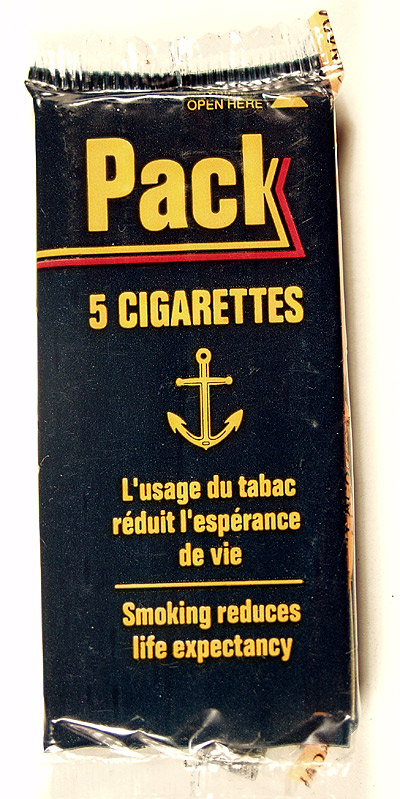 OPEN HERE
Pack
5 CIGARETTES
L'usage du tabac
réduit l'espérance
de vie
Smoking reduces
life expectancy